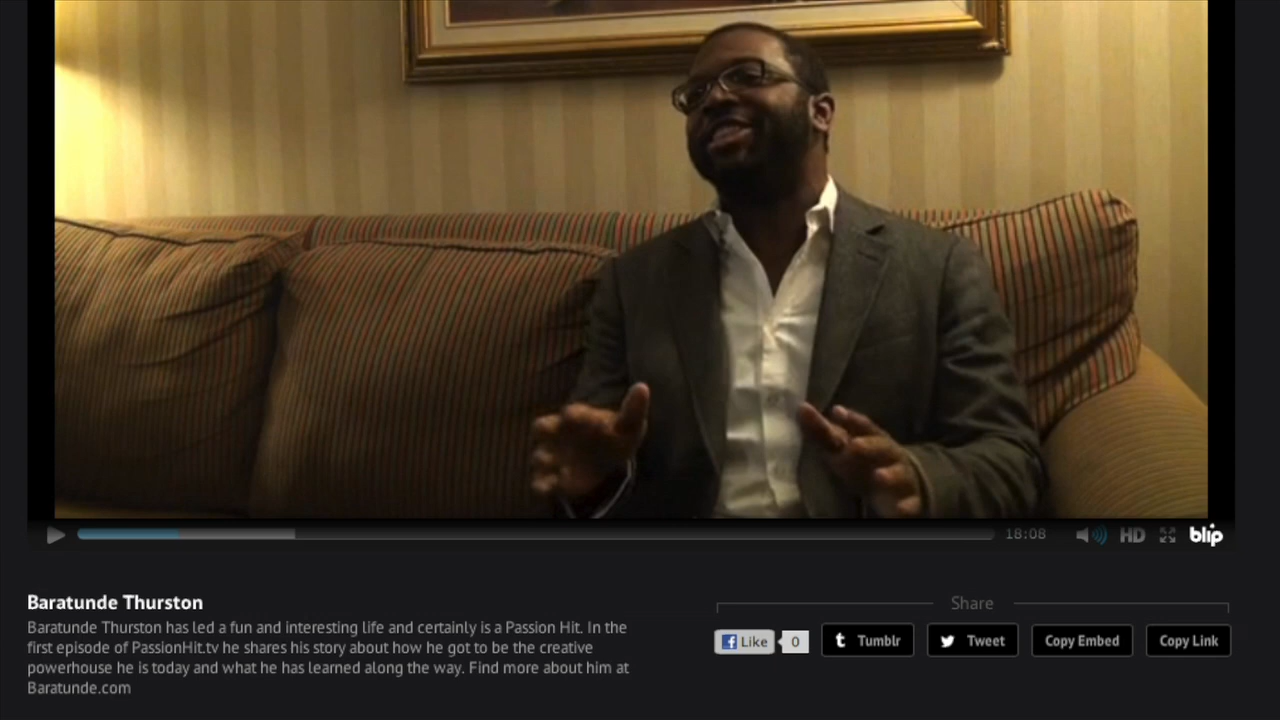 18:08
HD
blip
Baratunde Thurston
Baratunde Thurston has led a fun and interesting life and certainly is a Passion Hit. In the
first episode of PassionHit.tv he shares his story about how he got to be the creative
powerhouse he is today and what he has learned along the way. Find more about him at
Baratunde.com
Share
Like
0
Tumblr
Tweet
Copy Embed
Copy Link